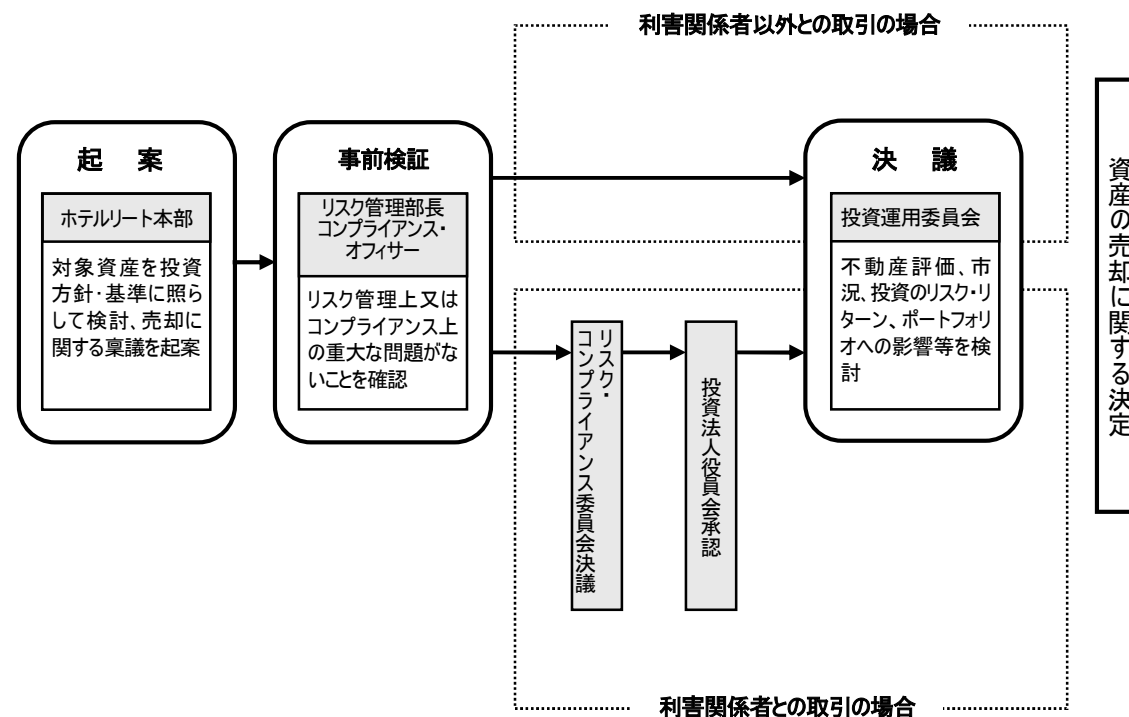 利害関係者以外との取引の場合
起　案
ホテルリート本部
対象資産を投資
方針・基準に照ら
して検討、売却に
関する稟議を起案
事前検証
リスク管理部長
コンプライアンス・
オフィサー
リスク管理上又は
コンプライアンス上
の重大な問題がな
いことを確認
リスク・
コンプライアンス委員会決議
投資法人役員会承認
決　議
投資運用委員会
不動産評価、市
況、投資のリスク・リ
ターン、ポートフォリ
オへの影響等を検
討
資産の売却に関する決定
利害関係者との取引の場合